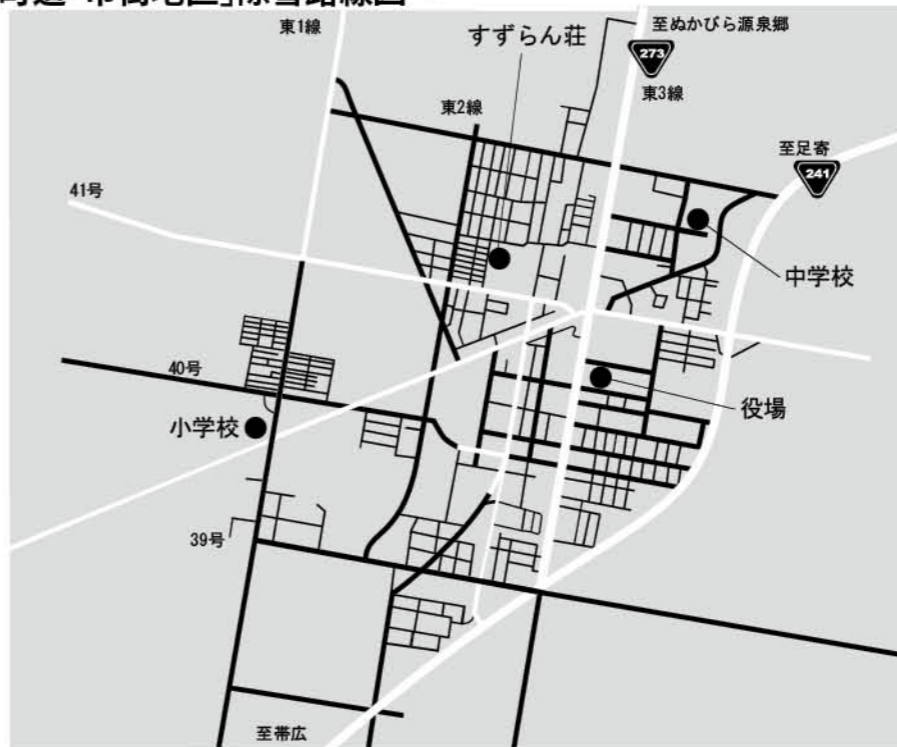 町道「市街地区」除雪路線図
東1線
すずらん荘
至ぬかびら源泉郷
273
東3線
東2線
至足寄
241
41号
中学校
40号
役場
小学校
39号
至帯広